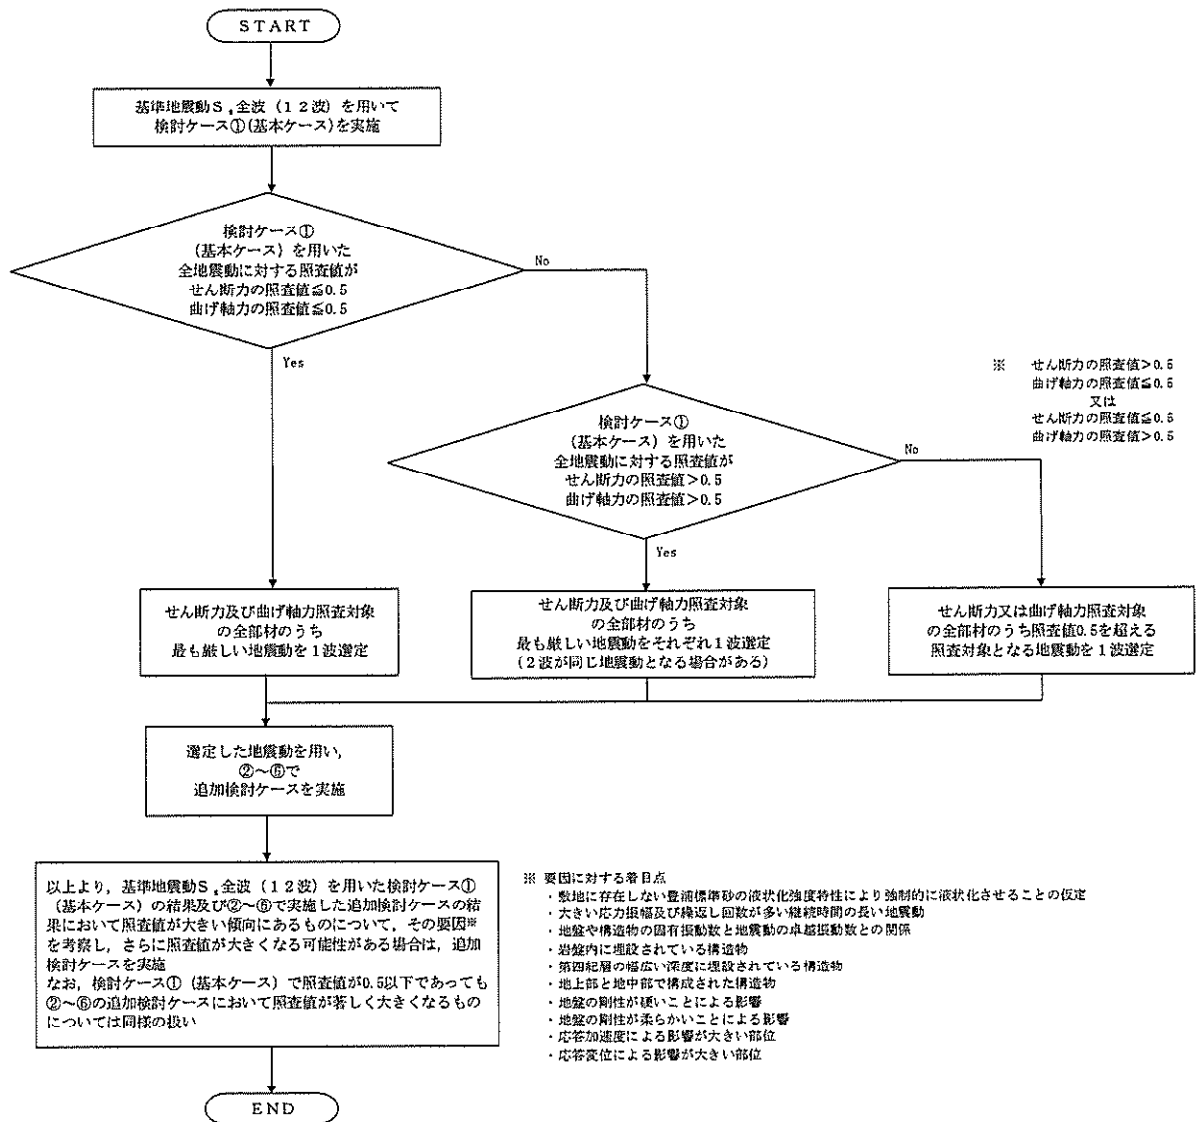 START
基準地震動Ｓｓ全波（１２波）を用いて
検討ケース①(基本ケース)を実施
検討ケース①
(基本ケース) を用いた
全地震動に対する照査値が
せん断力の照査値≦0.5
曲げ軸力の照査値≦0.5
No
Yes
※ せん断力の照査値＞0.5
曲げ軸力の照査値≦0.5
又は
せん断力の照査値≦0.5
曲げ軸力の照査値＞0.5
検討ケース①
(基本ケース) を用いた
全地震動に対する照査値が
せん断力の照査値＞0.5
曲げ軸力の照査値＞0.5
No
Yes
せん断力及び曲げ軸力照査対象
の全部材のうち
最も厳しい地震動を１波選定
せん断力及び曲げ軸力照査対象
の全部材のうち
最も厳しい地震動をそれぞれ１波選定
(２波が同じ地震動となる場合がある)
せん断力又は曲げ軸力照査対象
の全部材のうち照査値0.5を超える
照査対象となる地震動を１波選定
選定した地震動を用い，
②～⑥で
追加検討ケースを実施
以上より，基準地震動Ｓｓ全波（１２波）を用いた検討ケース①
（基本ケース）の結果及び②～⑥で実施した追加検討ケースの結
果において照査値が大きい傾向にあるものについて，その要因※
を考察し，さらに照査値が大きくなる可能性がある場合は，追加
検討ケースを実施
なお，検討ケース①（基本ケース）で照査値が0.5以下であっても
②～⑥の追加検討ケースにおいて照査値が著しく大きくなるもの
については同様の扱い
※ 要因に対する着目点
・敷地に存在しない豊浦標準砂の液状化強度特性により強制的に液状化させることの仮定
・大きい応力振幅及び繰返し回数が多い継続時間の長い地震動
・地盤や構造物の固有振動数と地震動の卓越振動数との関係
・岩盤内に埋設されている構造物
・第四紀層の幅広い深度に埋設されている構造物
・地上部と地中部で構成された構造物
・地盤の剛性が硬いことによる影響
・地盤の剛性が柔らかいことによる影響
・応答加速度による影響が大きい部位
・応答変位による影響が大きい部位
END